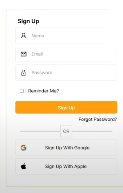 Sign Up
Name
Email
Password
Reminder Me?
Sign Up
Forgot Password?
OR
Sign Up With Google
Sign Up With Apple